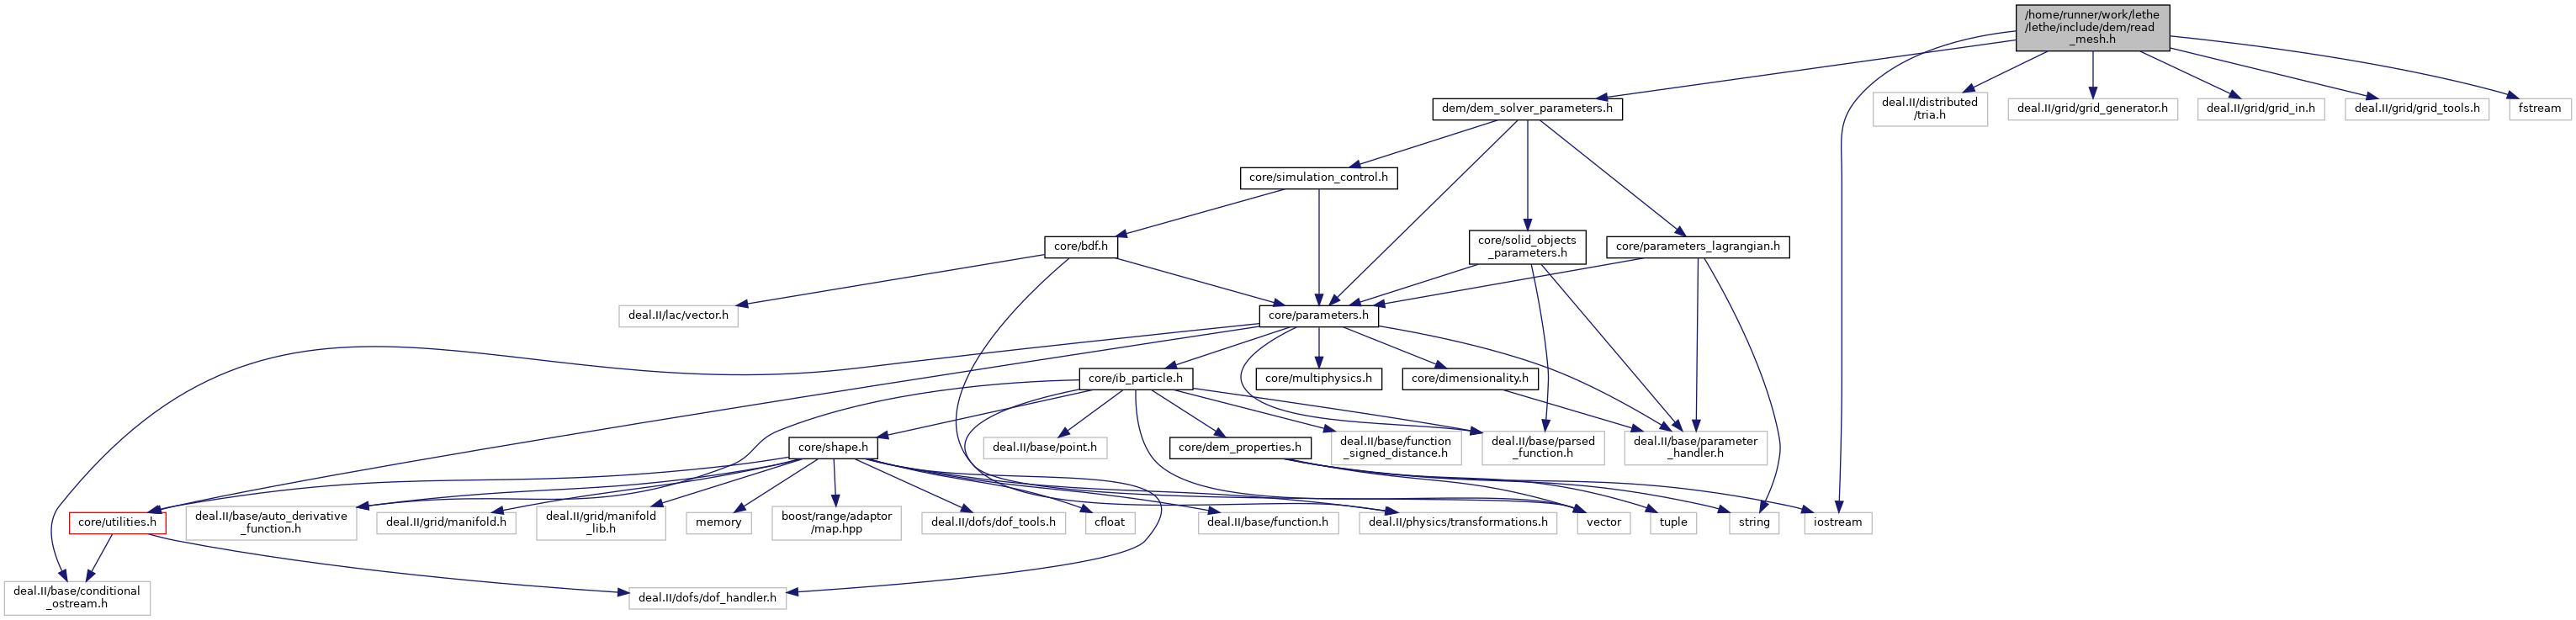 /home/runner/work/lethe
/lethe/include/dem/read
_mesh.h
dem/dem_solver_parameters.h
deal.II/distributed
/tria.h
deal.II/grid/grid_generator.h
deal.II/grid/grid_in.h
deal.II/grid/grid_tools.h
fstream
core/simulation_control.h
core/bdf.h
core/solid_objects
_parameters.h
core/parameters_lagrangian.h
deal.II/lac/vector.h
core/parameters.h
core/ib_particle.h
core/multiphysics.h
core/dimensionality.h
core/shape.h
deal.II/base/point.h
core/dem_properties.h
deal.II/base/function
_signed_distance.h
deal.II/base/parsed
_function.h
deal.II/base/parameter
_handler.h
core/utilities.h
deal.II/base/auto_derivative
_function.h
deal.II/grid/manifold.h
deal.II/grid/manifold
_lib.h
memory
boost/range/adaptor
/map.hpp
deal.II/dofs/dof_tools.h
cfloat
deal.II/base/function.h
deal.II/physics/transformations.h
vector
tuple
string
iostream
deal.II/base/conditional
_ostream.h
deal.II/dofs/dof_handler.h